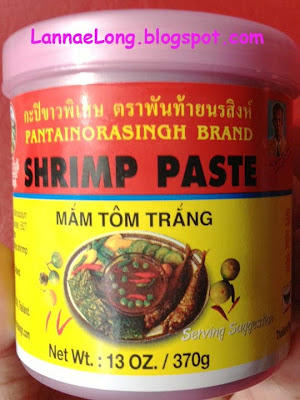 LannaeLong.blogspot.com
กะปิขาวพิเศษ ตราพันท้ายนรสิงห์
PANTAINORASINGH BRAND
SHRIMP PASTE
MẮM TÔM TRẮNG
Serving Suggestion
Net Wt.: 13 OZ./ 370g